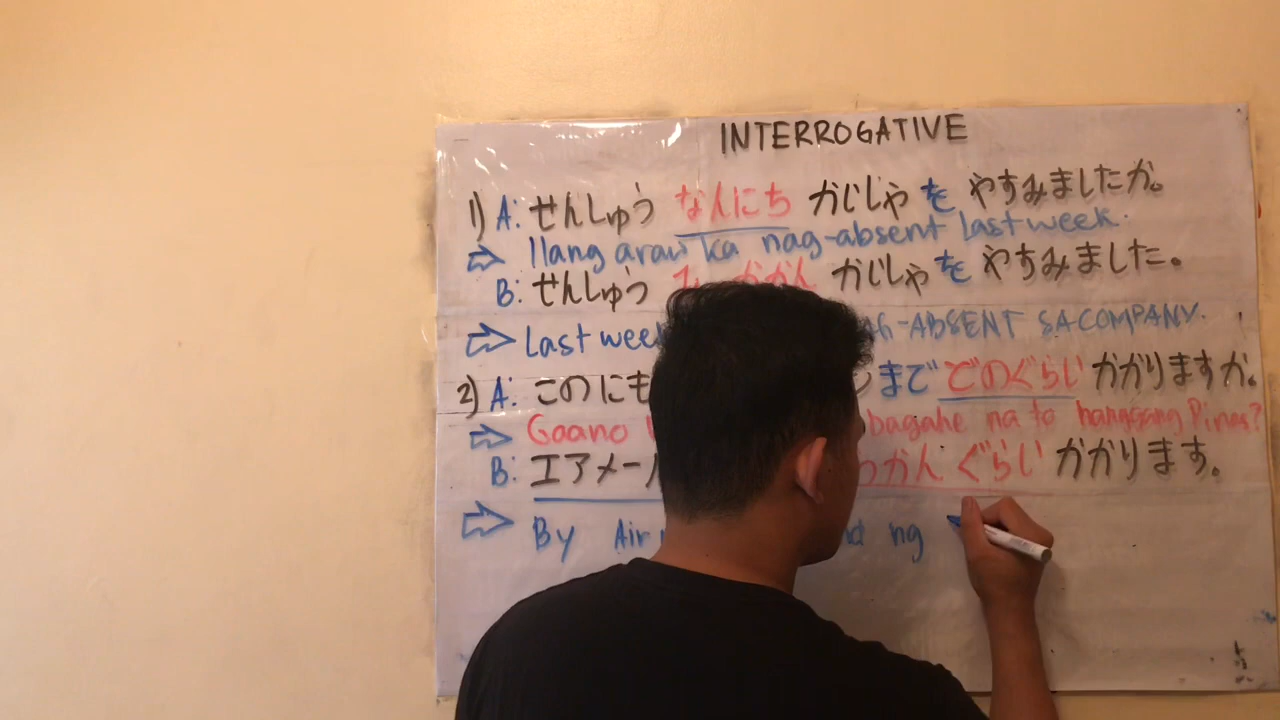 INTERROGATIVE
1) A: せんしゅう なんにち かいしゃ を やすみましたか。
⇨ Ilang araw ka nag-absent last week.
B: せんしゅう かいしゃ を やすみました。
⇨ Last week -ABSENT SA COMPANY.
2) A: このにも まで どのぐらい かかりますか。
⇨ Gaano bagahe na to hanggang Pinas?
B: エアメール かん ぐらい かかります。
⇨ By Air ng